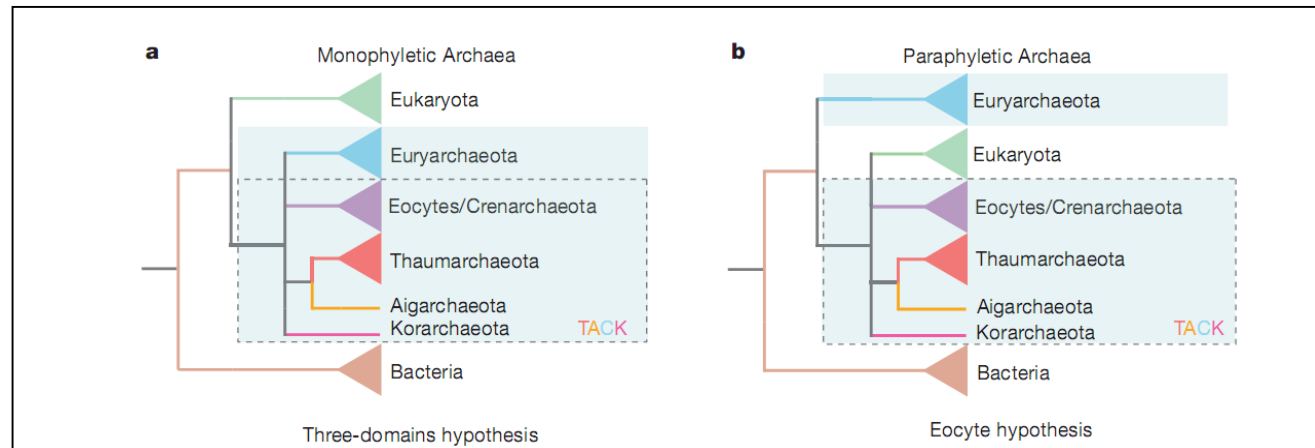 a
Monophyletic Archaea
Eukaryota
Euryarchaeota
Eocytes/Crenarchaeota
Thaumarchaeota
Aigarchaeota
Korarchaeota
TACK
Bacteria
Three-domains hypothesis
b
Paraphyletic Archaea
Euryarchaeota
Eukaryota
Eocytes/Crenarchaeota
Thaumarchaeota
Aigarchaeota
Korarchaeota
TACK
Bacteria
Eocyte hypothesis